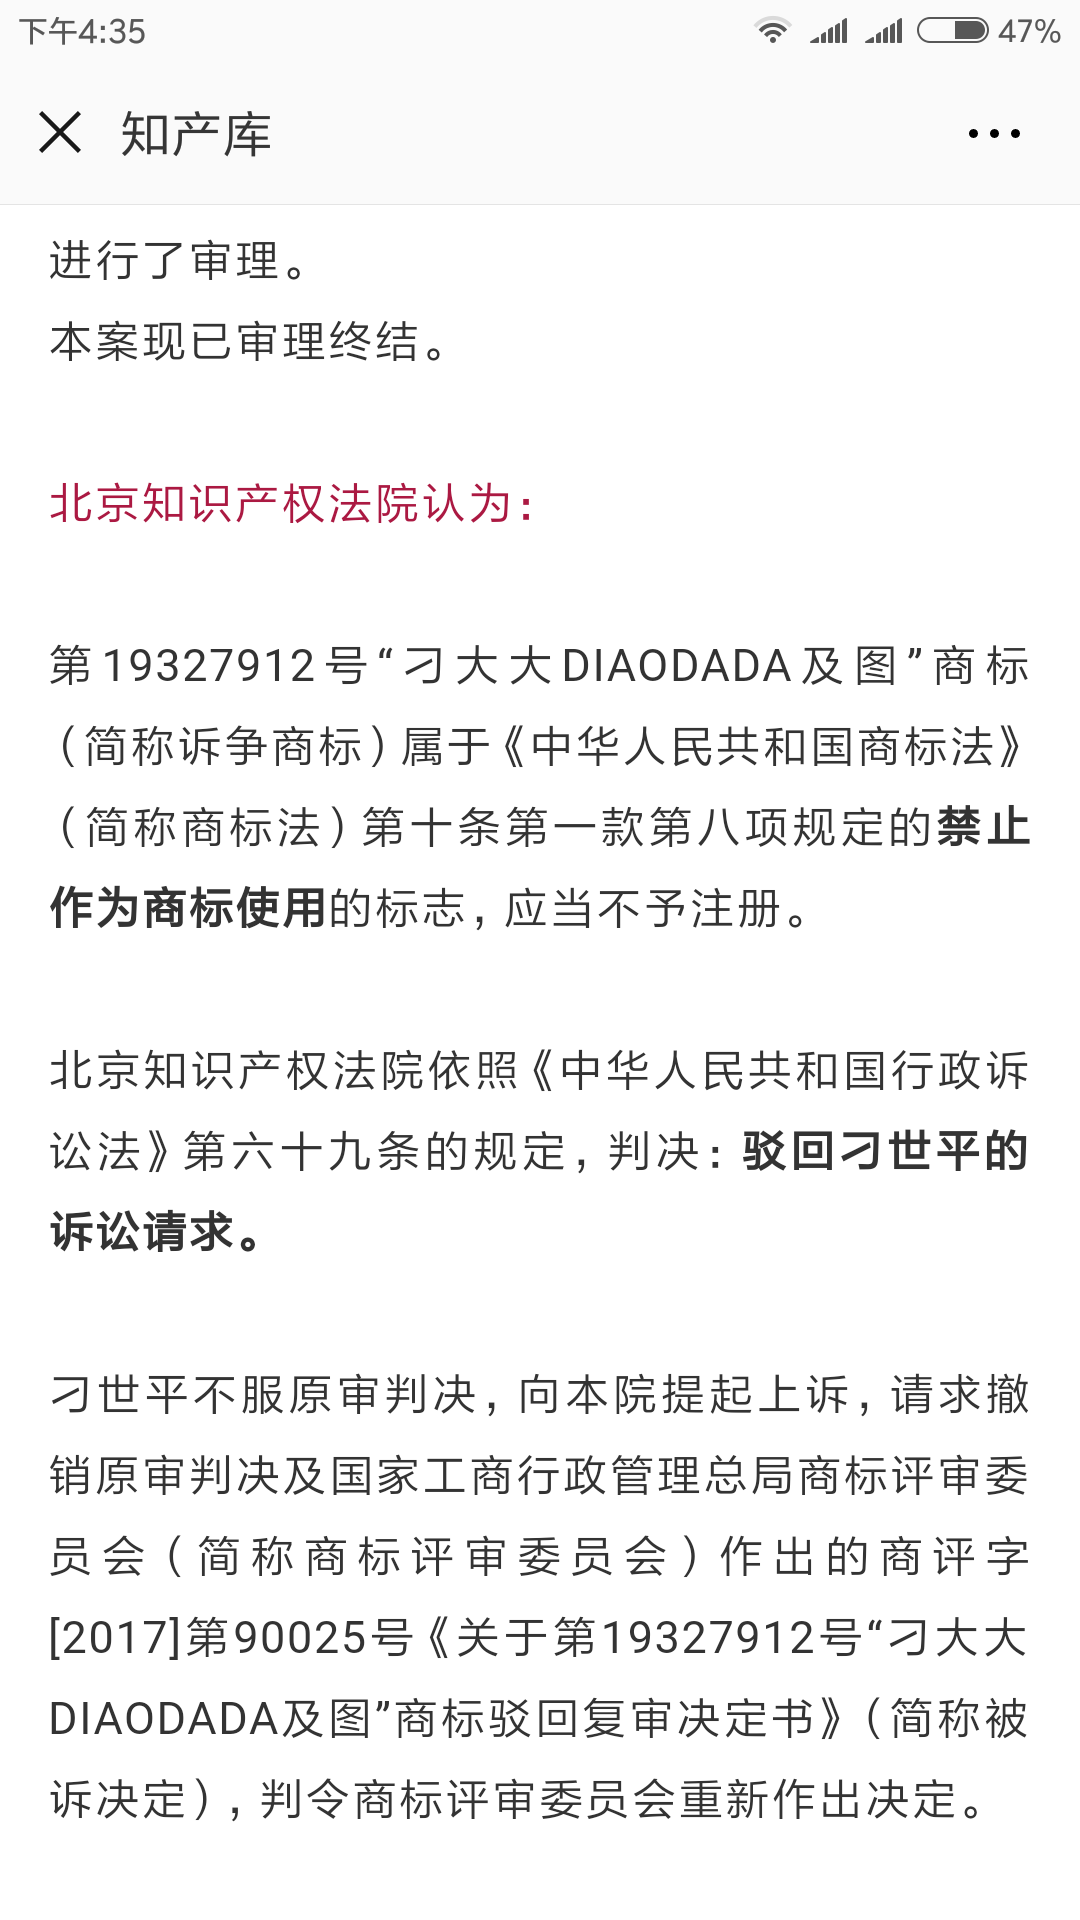 下午4:35
47%
知产库
进行了审理。
本案现已审理终结。
北京知识产权法院认为：
第19327912号“刁大大DIAODADA及图”商标
（简称诉争商标）属于《中华人民共和国商标法》
（简称商标法）第十条第一款第八项规定的禁止
作为商标使用的标志，应当不予注册。
北京知识产权法院依照《中华人民共和国行政诉
讼法》第六十九条的规定，判决：驳回刁世平的
诉讼请求。
刁世平不服原审判决，向本院提起上诉，请求撤
销原审判决及国家工商行政管理总局商标评审委
员会（简称商标评审委员会）作出的商评字
[2017]第90025号《关于第19327912号“刁大大
DIAODADA及图”商标驳回复审决定书》（简称被
诉决定），判令商标评审委员会重新作出决定。